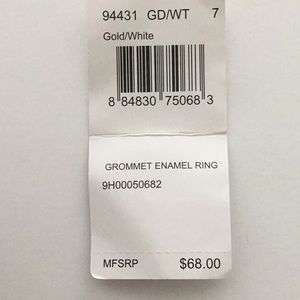 94431 GD/WT 7
Gold/White
8 84830 75068 3
GROMMET ENAMEL RING
9H00050682
MFSRP $68.00